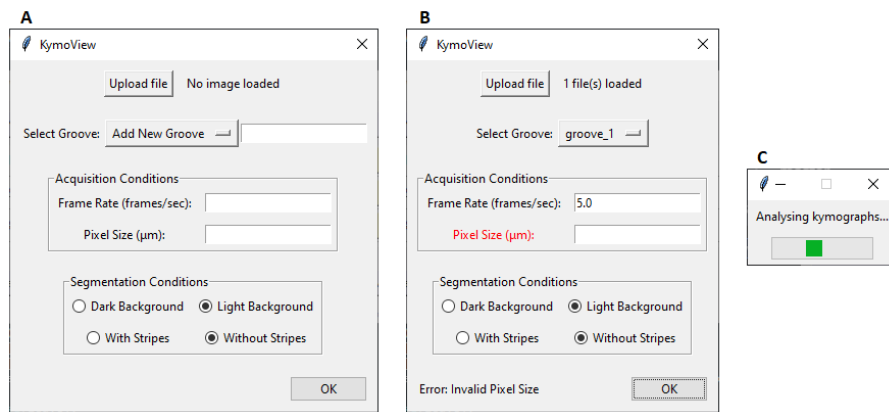 A
KymoView
Upload file No image loaded
Select Groove: Add New Groove
Acquisition Conditions
Frame Rate (frames/sec):
Pixel Size (µm):
Segmentation Conditions
Dark Background Light Background
With Stripes Without Stripes
OK
B
KymoView
Upload file 1 file(s) loaded
Select Groove: groove_1
Acquisition Conditions
Frame Rate (frames/sec): 5.0
Pixel Size (µm):
Segmentation Conditions
Dark Background Light Background
With Stripes Without Stripes
Error: Invalid Pixel Size OK
C
Analysing kymographs...